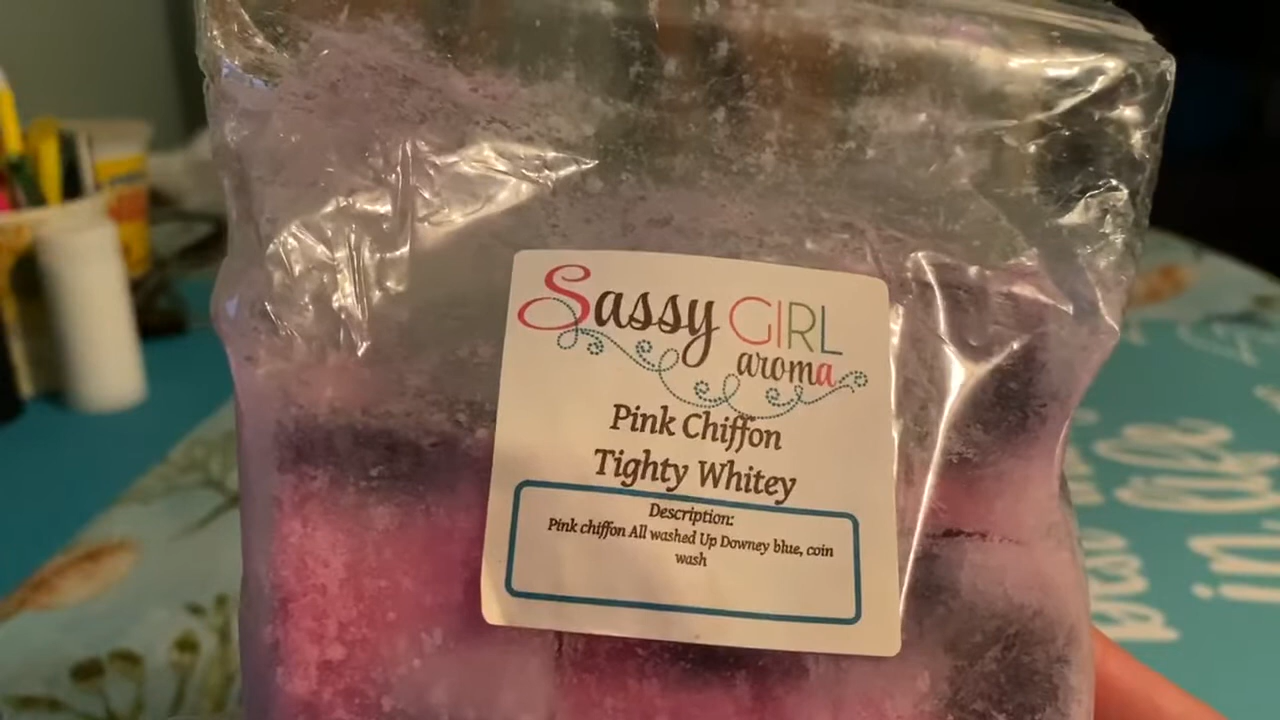 Sassy GIRL
aroma
Pink Chiffon
Tighty Whitey
Description:
Pink chiffon All washed Up Downey blue, coin
wash